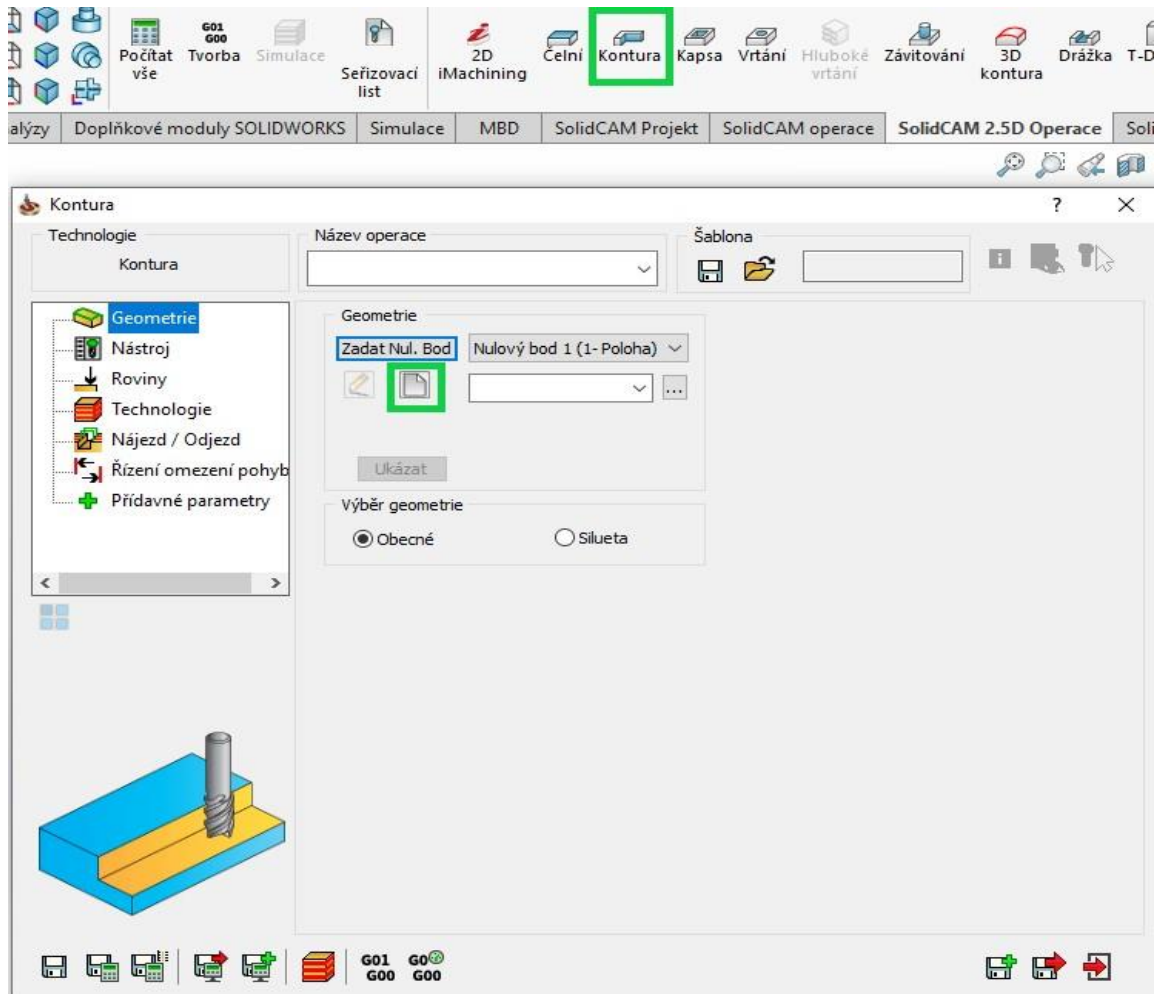 G01
G00
Počítat Tvorba Simulace
vše
Seřizovací
list
2D
iMachining
Čelní Kontura Kapsa Vrtání Hluboké
vrtání
Závitování 3D
kontura
Drážka T-D
alýzy Doplňkové moduly SOLIDWORKS Simulace MBD SolidCAM Projekt SolidCAM operace SolidCAM 2.5D Operace Soli
Kontura ?
Technologie
Kontura
Název operace
Šablona
Geometrie
Nástroj
Roviny
Technologie
Nájezd / Odjezd
Řízení omezení pohyb
Přídavné parametry
Geometrie
Zadat Nul. Bod Nulový bod 1 (1- Poloha)
...
Ukázat
Výběr geometrie
Obecné Silueta
G01 G0
G00 G00